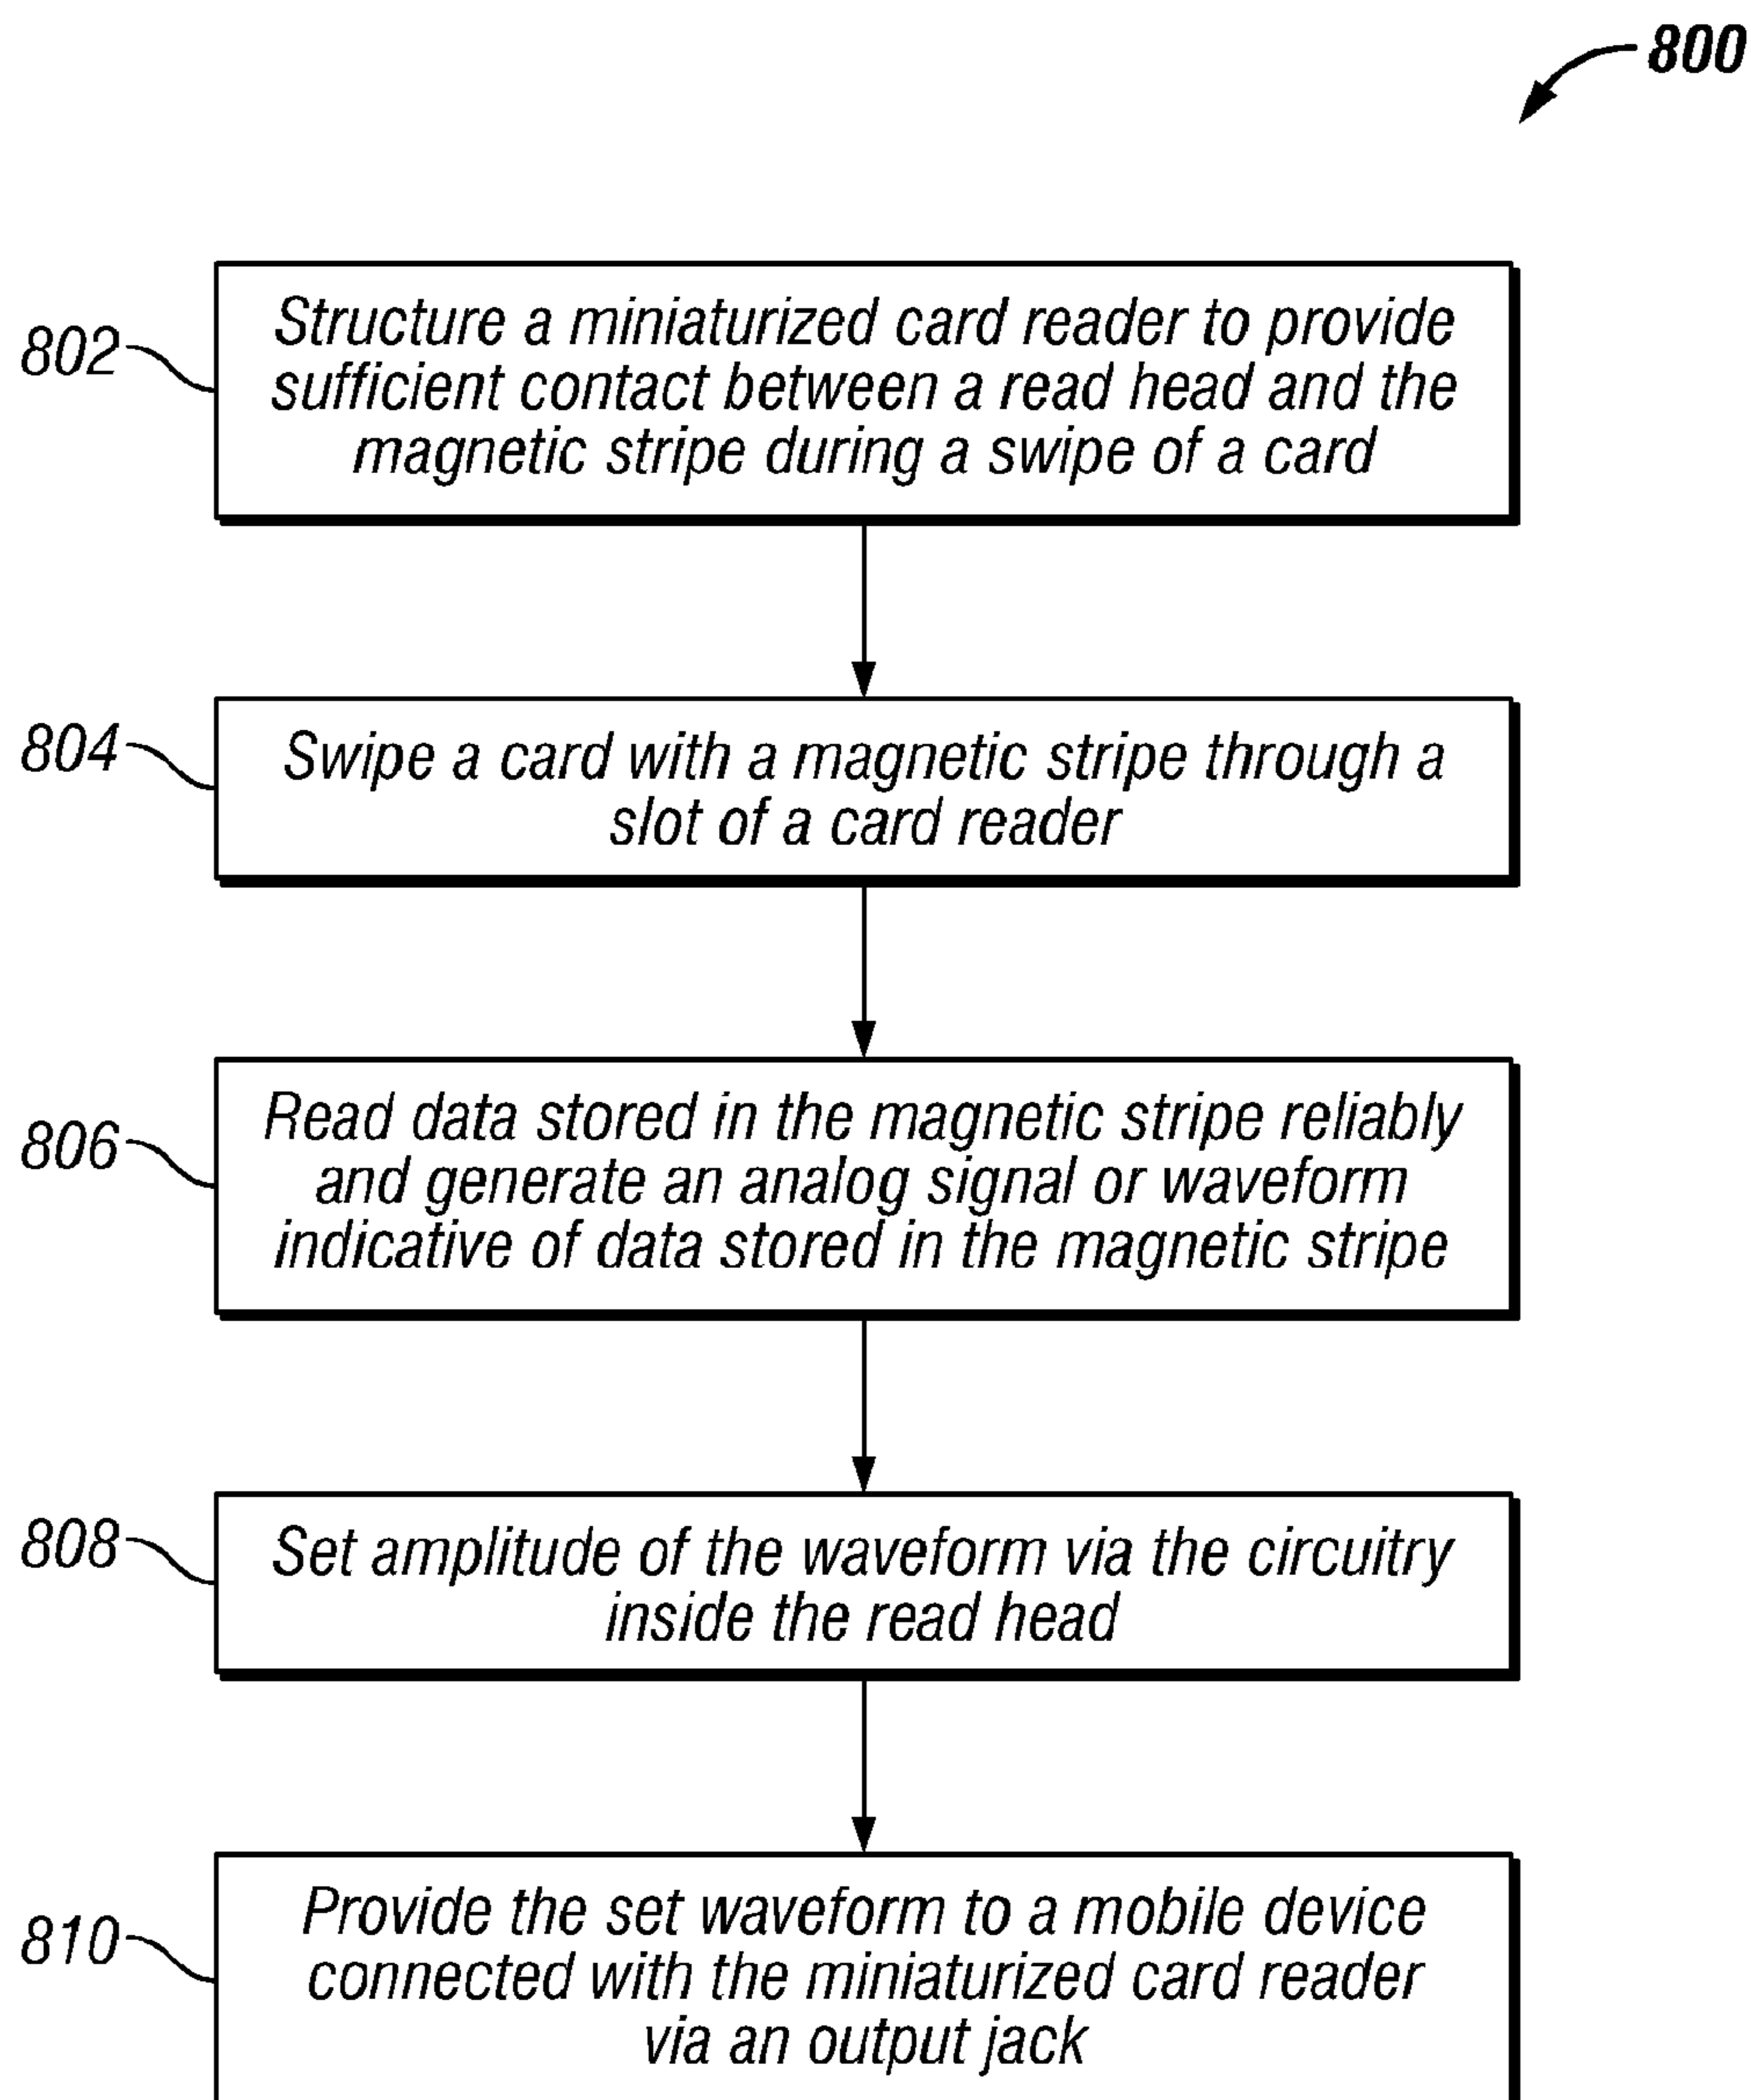 800
802
Structure a miniaturized card reader to provide
sufficient contact between a read head and the
magnetic stripe during a swipe of a card
804
Swipe a card with a magnetic stripe through a
slot of a card reader
806
Read data stored in the magnetic stripe reliably
and generate an analog signal or waveform
indicative of data stored in the magnetic stripe
808
Set amplitude of the waveform via the circuitry
inside the read head
810
Provide the set waveform to a mobile device
connected with the miniaturized card reader
via an output jack